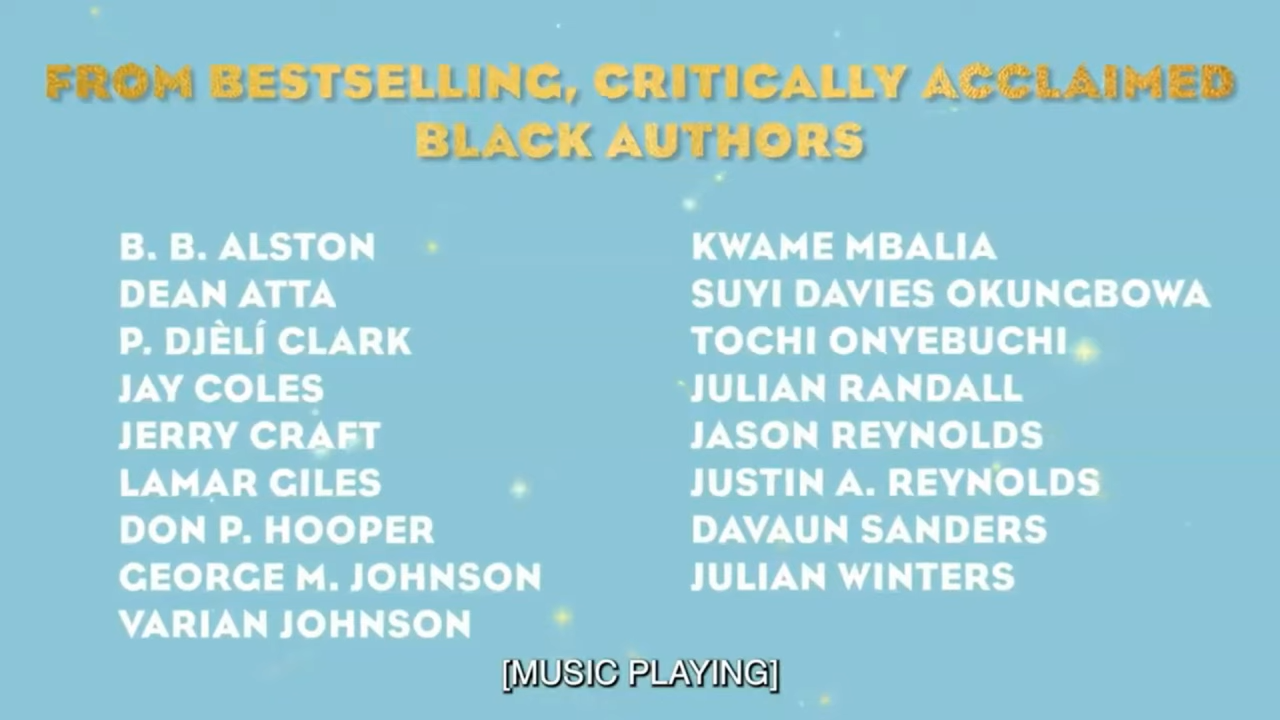 FROM BESTSELLING, CRITICALLY ACCLAIMED
BLACK AUTHORS
B. B. ALSTON
DEAN ATTA
P. DJÈLÍ CLARK
JAY COLES
JERRY CRAFT
LAMAR GILES
DON P. HOOPER
GEORGE M. JOHNSON
VARIAN JOHNSON
KWAME MBALIA
SUYI DAVIES OKUNGBOWA
TOCHI ONYEBUCHI
JULIAN RANDALL
JASON REYNOLDS
JUSTIN A. REYNOLDS
DAVAUN SANDERS
JULIAN WINTERS
[MUSIC PLAYING]